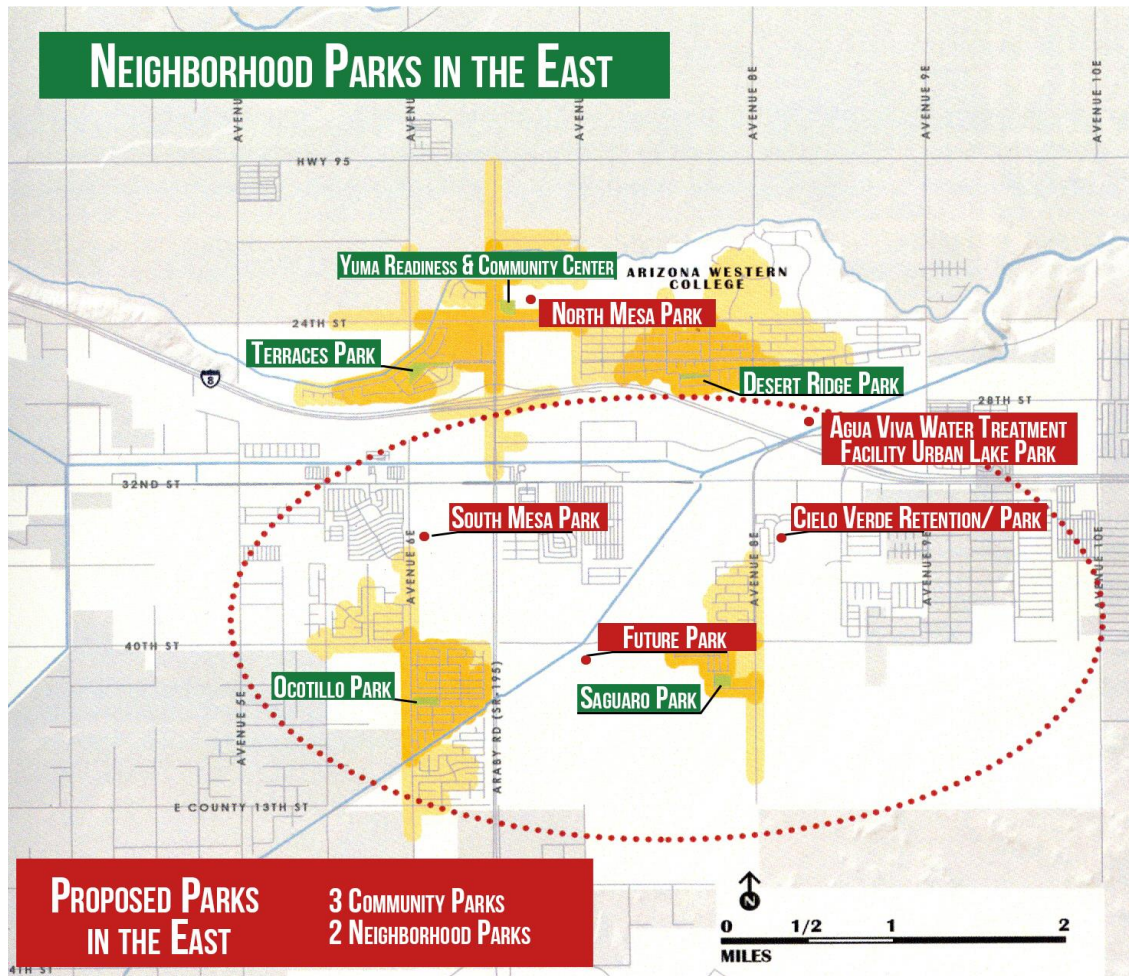 NEIGHBORHOOD PARKS IN THE EAST
AVENUE
AVENUE
AVENUE
AVENUE 8E
AVENUE 9E
AVENUE 10E
HWY 95
YUMA READINESS & COMMUNITY CENTER
ARIZONA WESTERN
COLLEGE
NORTH MESA PARK
24TH ST
TERRACES PARK
8
DESERT RIDGE PARK
28TH ST
AGUA VIVA WATER TREATMENT
FACILITY URBAN LAKE PARK
32ND ST
SOUTH MESA PARK
CIELO VERDE RETENTION/ PARK
AVENUE 6E
AVENUE 8E
AVENUE 9E
AVENUE 10E
40TH ST
FUTURE PARK
OCOTILLO PARK
SAGUARO PARK
AVENUE 5E
ARABY RD (SR-195)
E COUNTY 13TH ST
PROPOSED PARKS
IN THE EAST
3 COMMUNITY PARKS
2 NEIGHBORHOOD PARKS
N
0 1/2 1 2
MILES
4TH ST